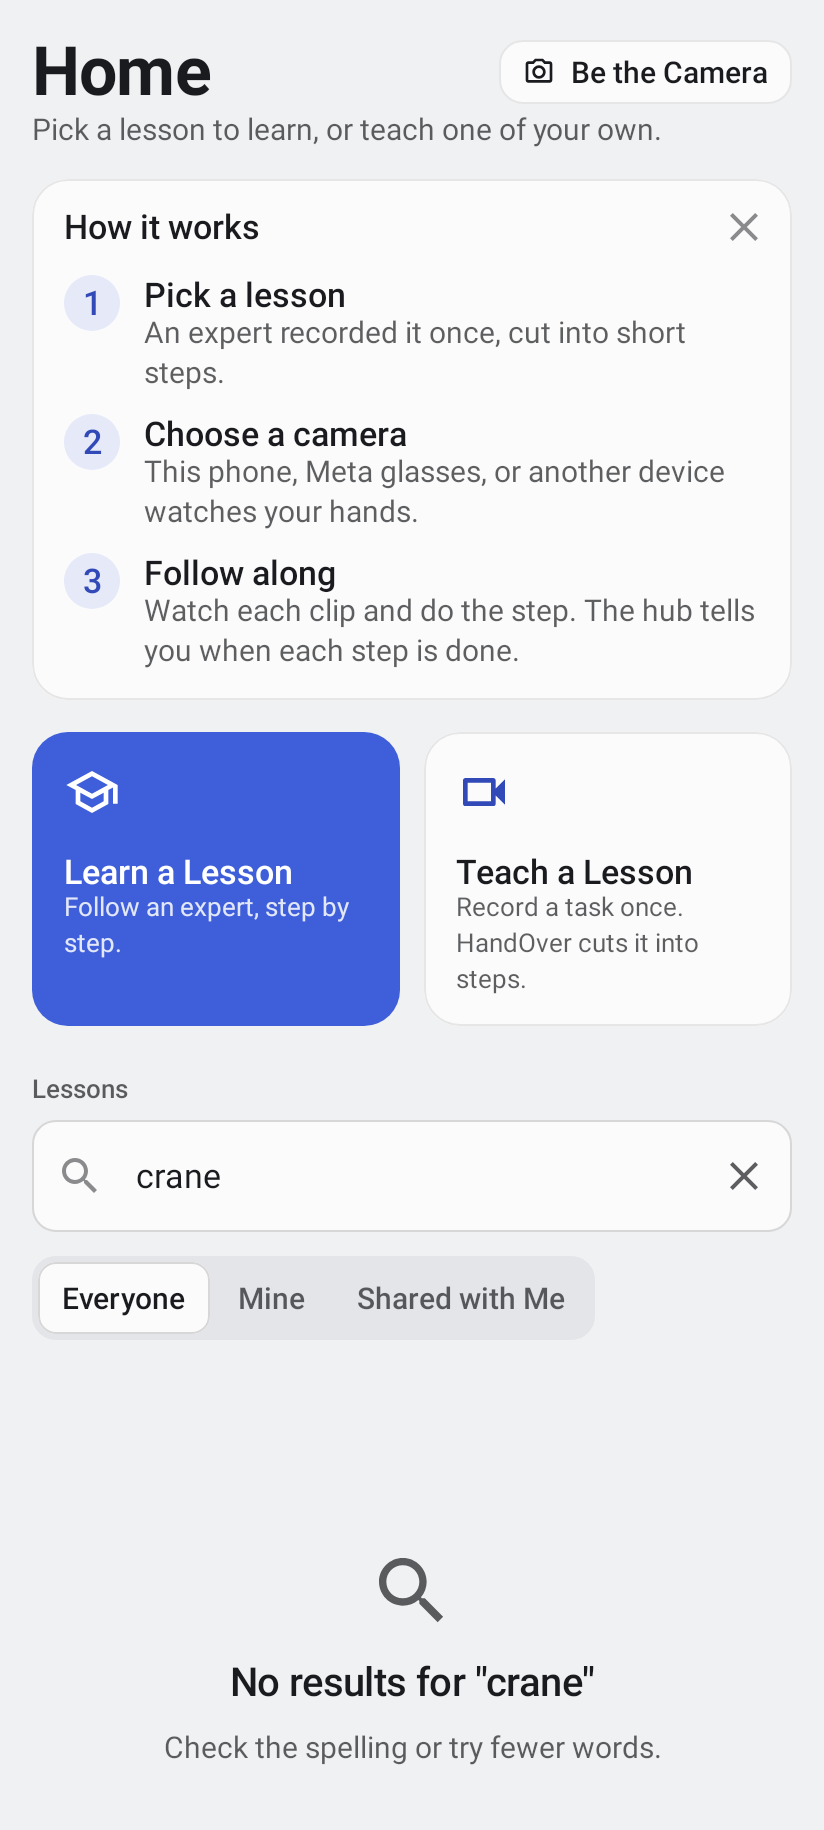 Home
Be the Camera
Pick a lesson to learn, or teach one of your own.
How it works
1
Pick a lesson
An expert recorded it once, cut into short
steps.
2
Choose a camera
This phone, Meta glasses, or another device
watches your hands.
3
Follow along
Watch each clip and do the step. The hub tells
you when each step is done.
Learn a Lesson
Follow an expert, step by
step.
Teach a Lesson
Record a task once.
HandOver cuts it into
steps.
Lessons
crane
Everyone
Mine
Shared with Me
No results for "crane"
Check the spelling or try fewer words.